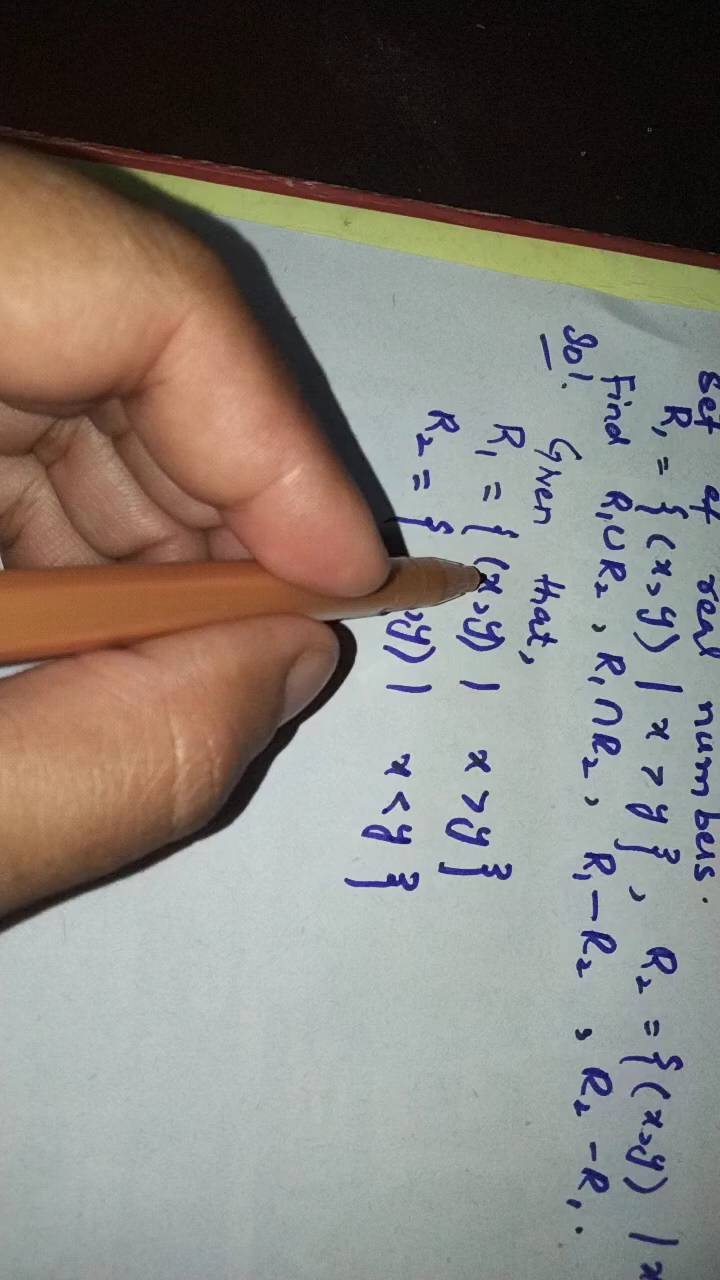 set of real numbers.
R₁ = {(x,y) | x > y}, R₂ = {(x,y) | x
Find R₁∪R₂, R₁∩R₂, R₁-R₂, R₂-R₁.
Sol. Given that,
R₁ = {(x,y) | x > y}
R₂ = { ,y) | x < y}